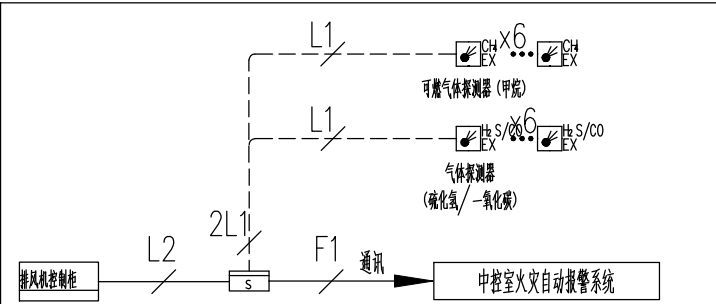 L1
CH4
EX
x6
CH4
EX
可燃气体探测器(甲烷)
L1
H2S/CO
EX
x6
H2S/CO
EX
气体探测器
(硫化氢/一氧化碳)
2L1
L2
F1
通讯
排风机控制柜
S
中控室火灾自动报警系统